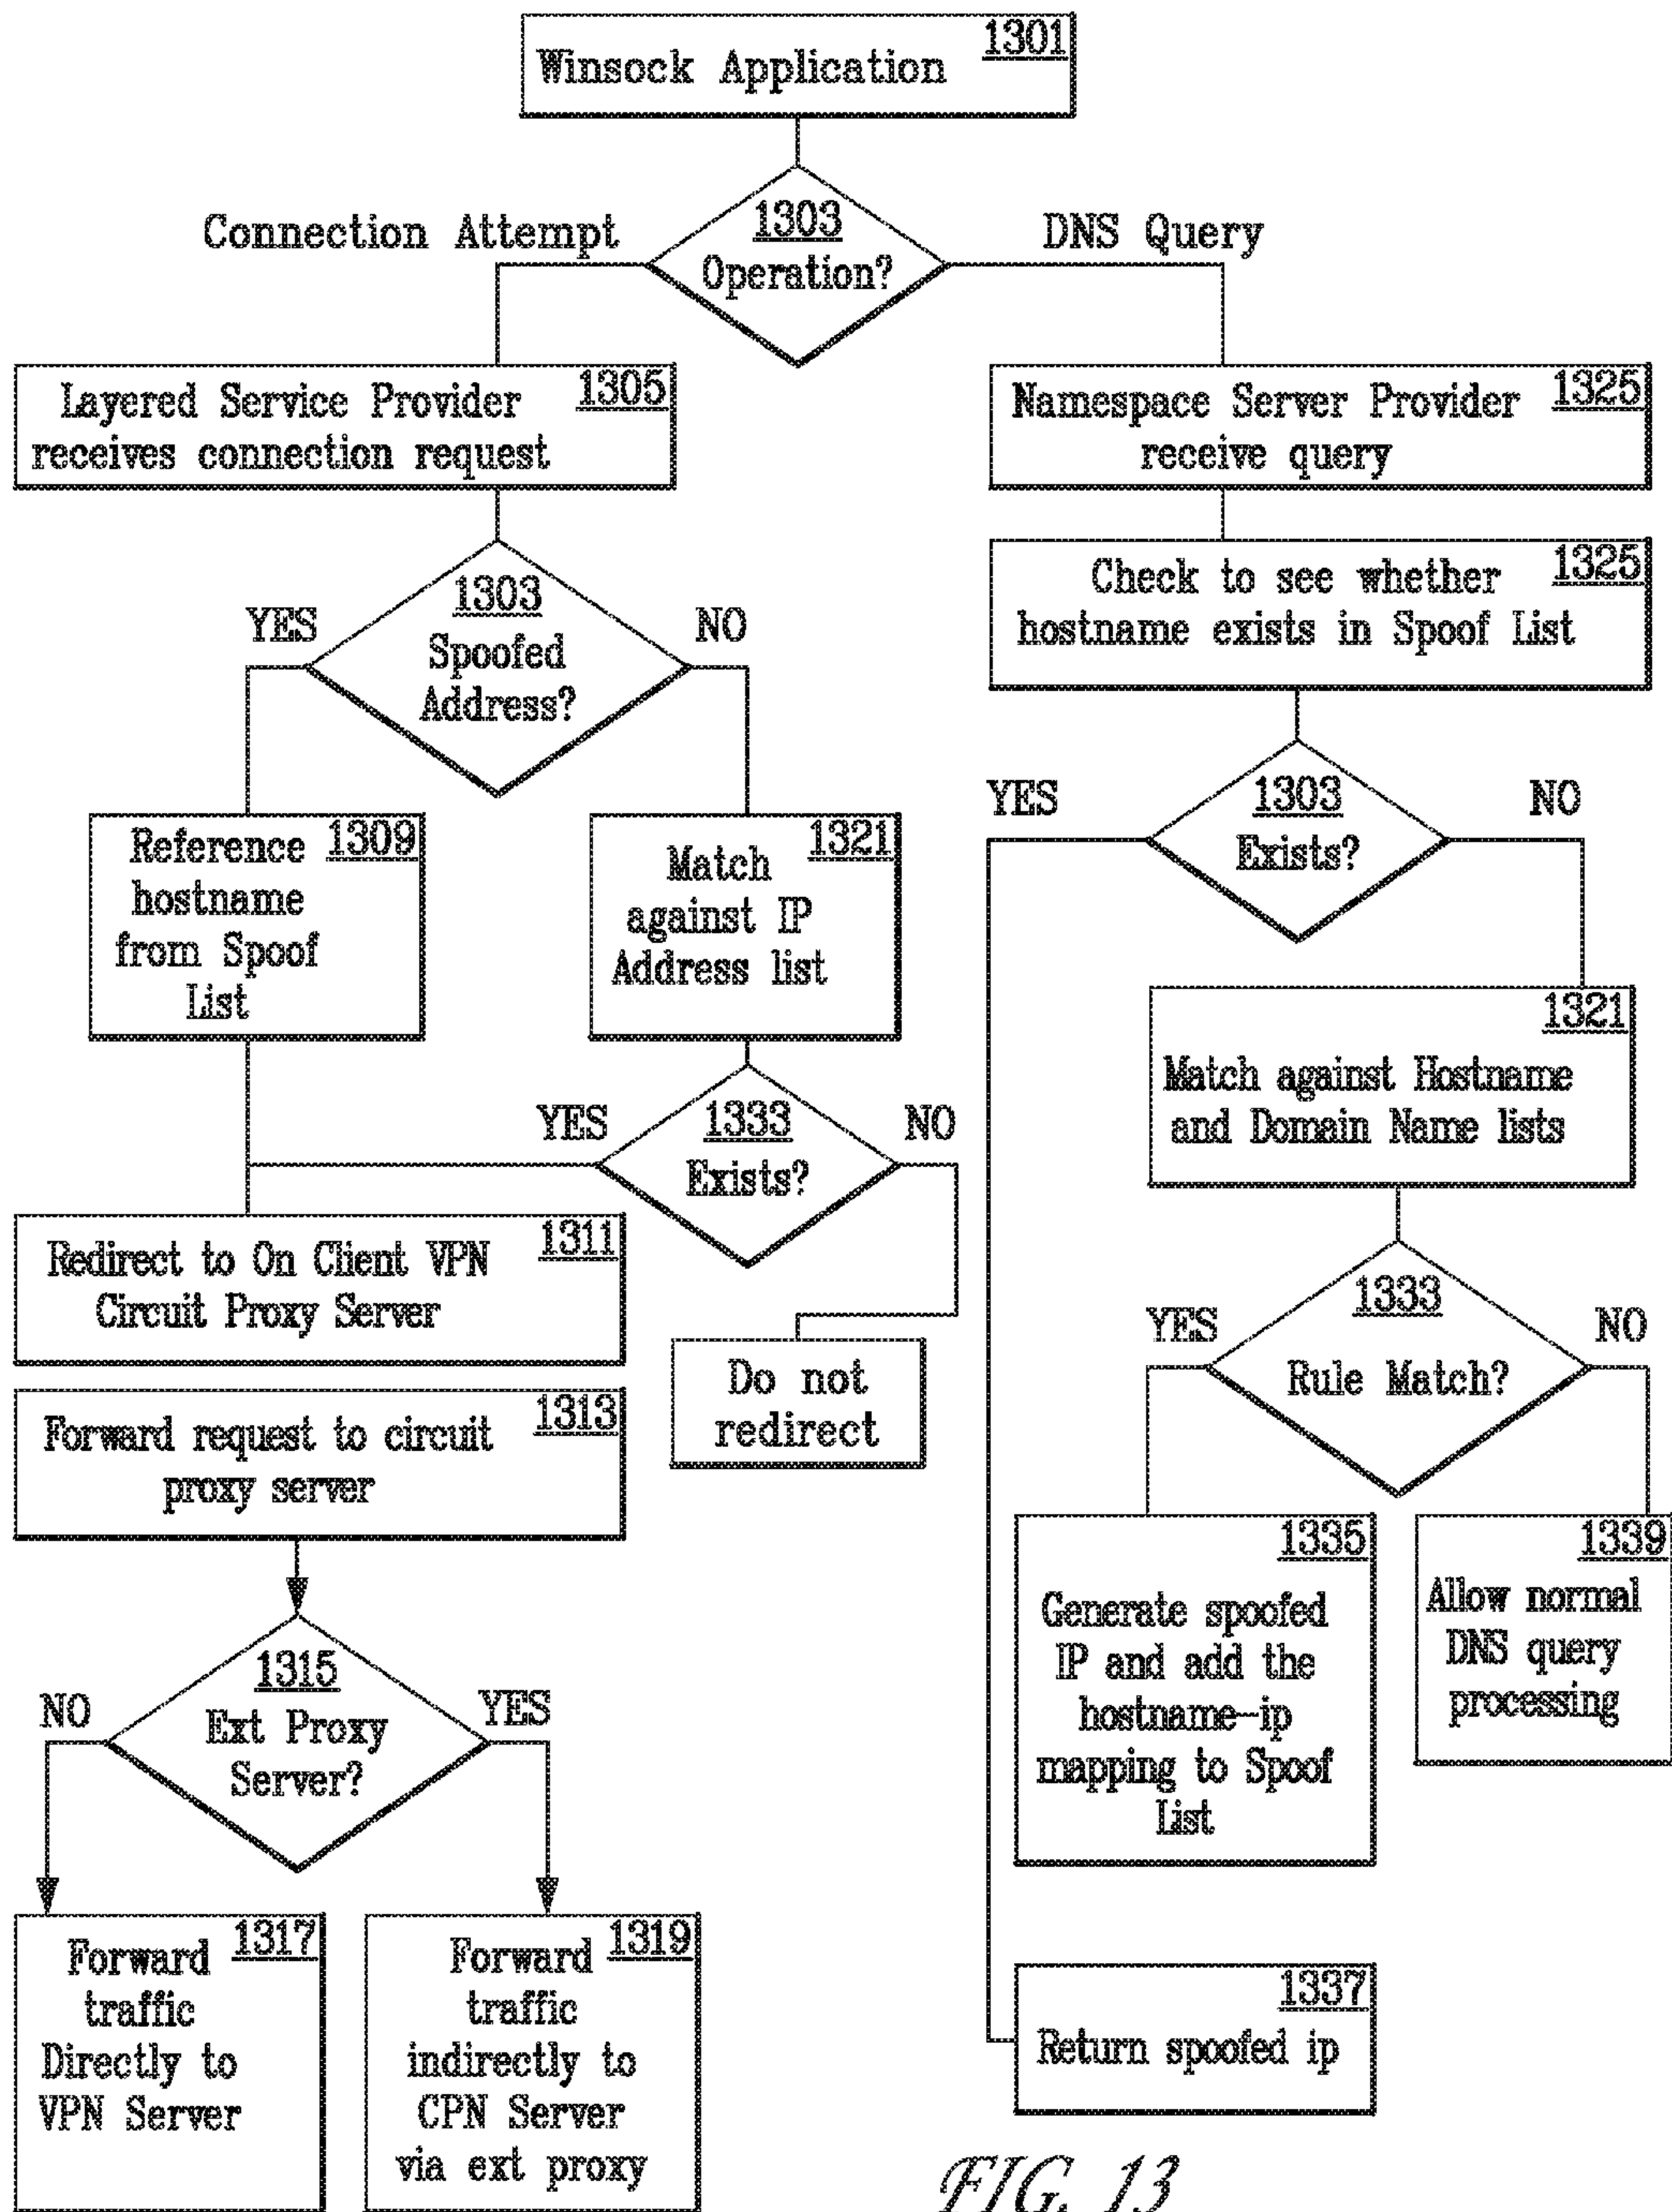 1301
Winsock Application
Connection Attempt
1303
Operation?
DNS Query
1305
Layered Service Provider
receives connection request
1325
Namespace Server Provider
receive query
1303
Spoofed
Address?
YES
NO
1325
Check to see whether
hostname exists in Spoof List
1303
Exists?
YES
NO
1309
Reference
hostname
from Spoof
List
1321
Match
against IP
Address list
1321
Match against Hostname
and Domain Name lists
1333
Exists?
YES
NO
1311
Redirect to On Client VPN
Circuit Proxy Server
Do not
redirect
1333
Rule Match?
YES
NO
1313
Forward request to circuit
proxy server
1335
Generate spoofed
IP and add the
hostname-ip
mapping to Spoof
List
1339
Allow normal
DNS query
processing
1315
Ext Proxy
Server?
NO
YES
1317
Forward
traffic
Directly to
VPN Server
1319
Forward
traffic
indirectly to
CPN Server
via ext proxy
1337
Return spoofed ip
FIG. 13